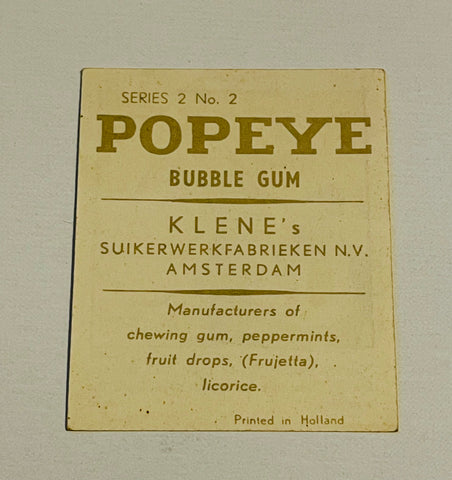 SERIES 2 No. 2
POPEYE
BUBBLE GUM
KLENE's
SUIKERWERKFABRIEKEN N.V.
AMSTERDAM
Manufacturers of
chewing gum, peppermints,
fruit drops, (Frujetta),
licorice.
Printed in Holland